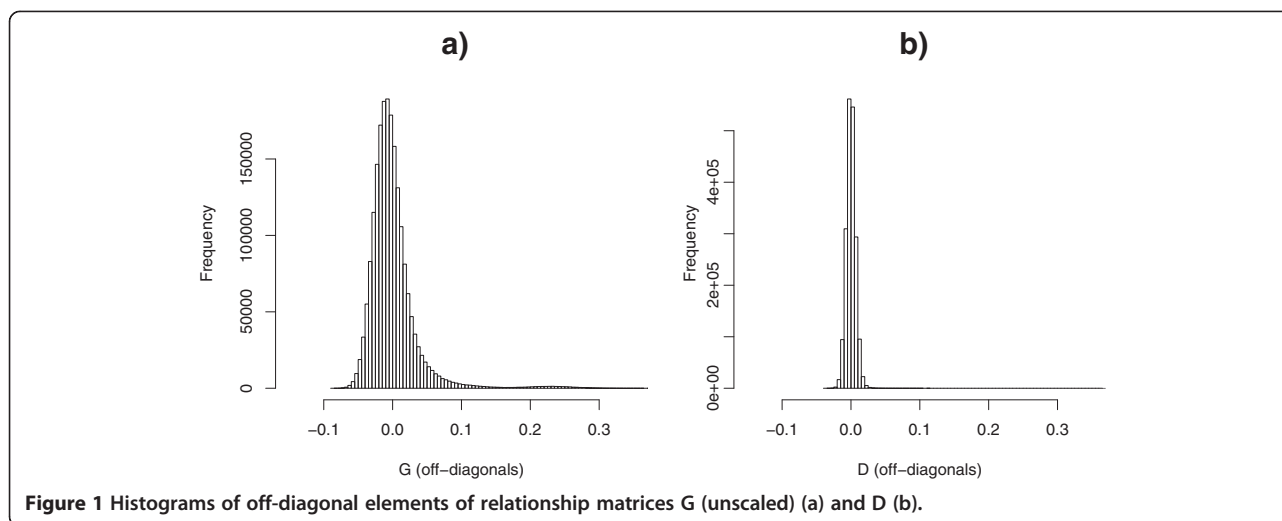 a)
Frequency
150000
100000
50000
0
−0.1 0.0 0.1 0.2 0.3
G (off−diagonals)
b)
Frequency
4e+05
2e+05
0e+00
−0.1 0.0 0.1 0.2 0.3
D (off−diagonals)
Figure 1 Histograms of off-diagonal elements of relationship matrices G (unscaled) (a) and D (b).